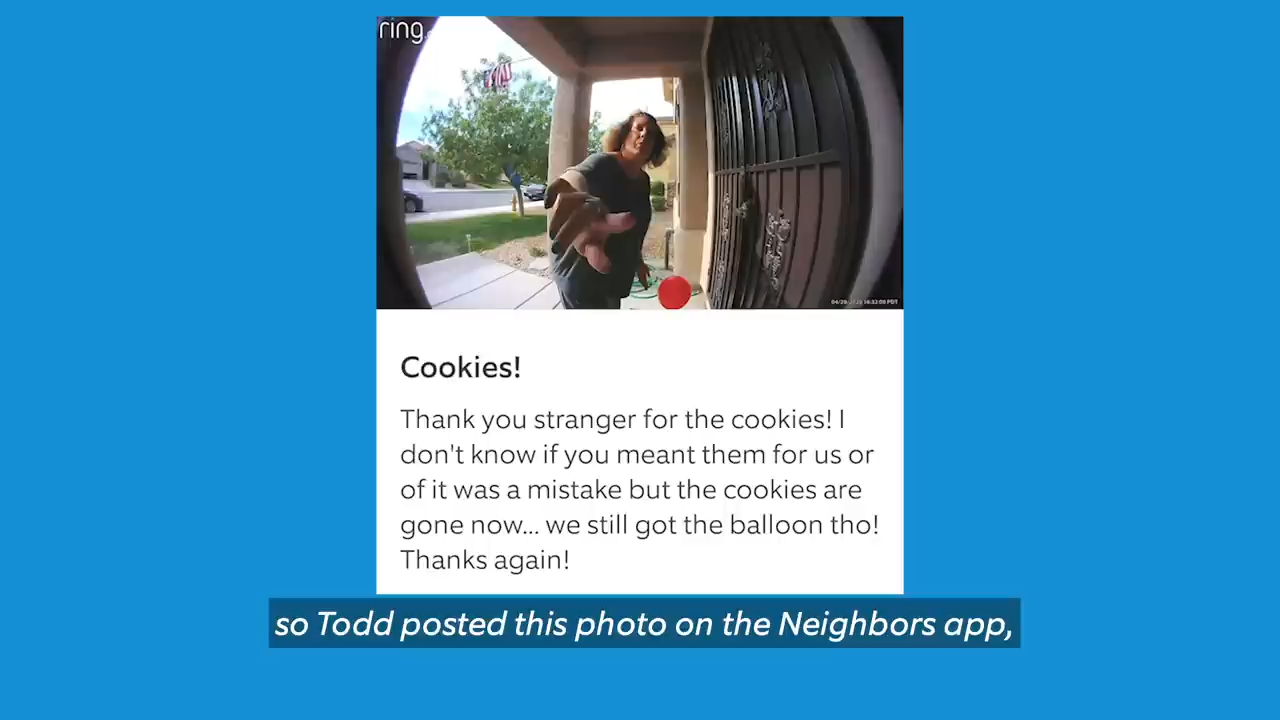 ring
Cookies!
Thank you stranger for the cookies! I
don't know if you meant them for us or
of it was a mistake but the cookies are
gone now... we still got the balloon tho!
Thanks again!
so Todd posted this photo on the Neighbors app,